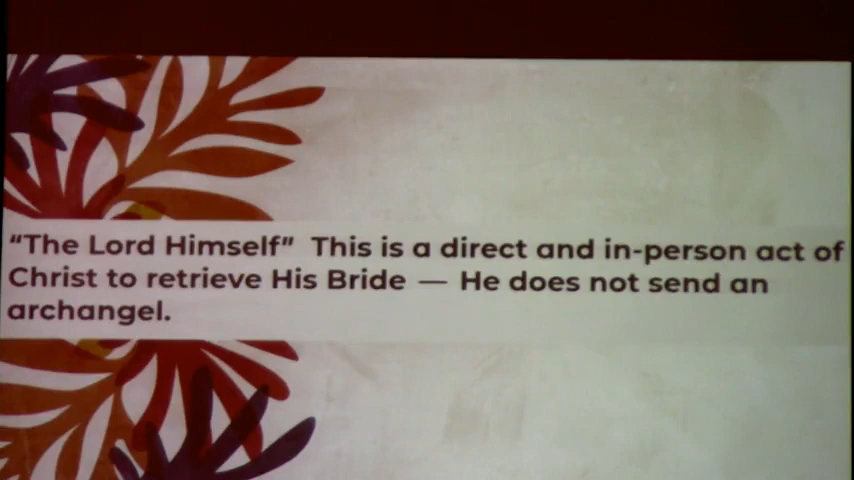 “The Lord Himself” This is a direct and in-person act of
Christ to retrieve His Bride — He does not send an
archangel.